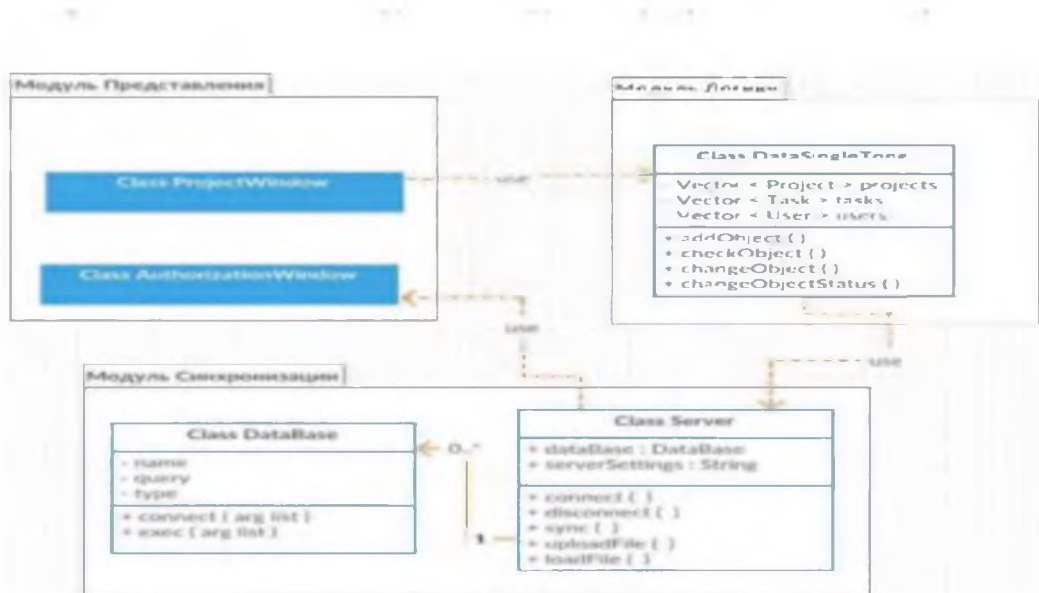 Модуль Представления
Class ProjectWindow
Class AuthorizationWindow
use
Модуль Логики
Class DataSingleTone
Vector < Project > projects
Vector < Task > tasks
Vector < User > users
+ addObject ( )
+ checkObject ( )
+ changeObject ( )
+ changeObjectStatus ( )
use
use
Модуль Синхронизации
Class DataBase
- name
- query
- type
+ connect ( arg list )
+ exec ( arg list )
0..*
1
Class Server
+ dataBase : DataBase
+ serverSettings : String
+ connect ( )
+ disconnect ( )
+ sync ( )
+ uploadFile ( )
+ loadFile ( )